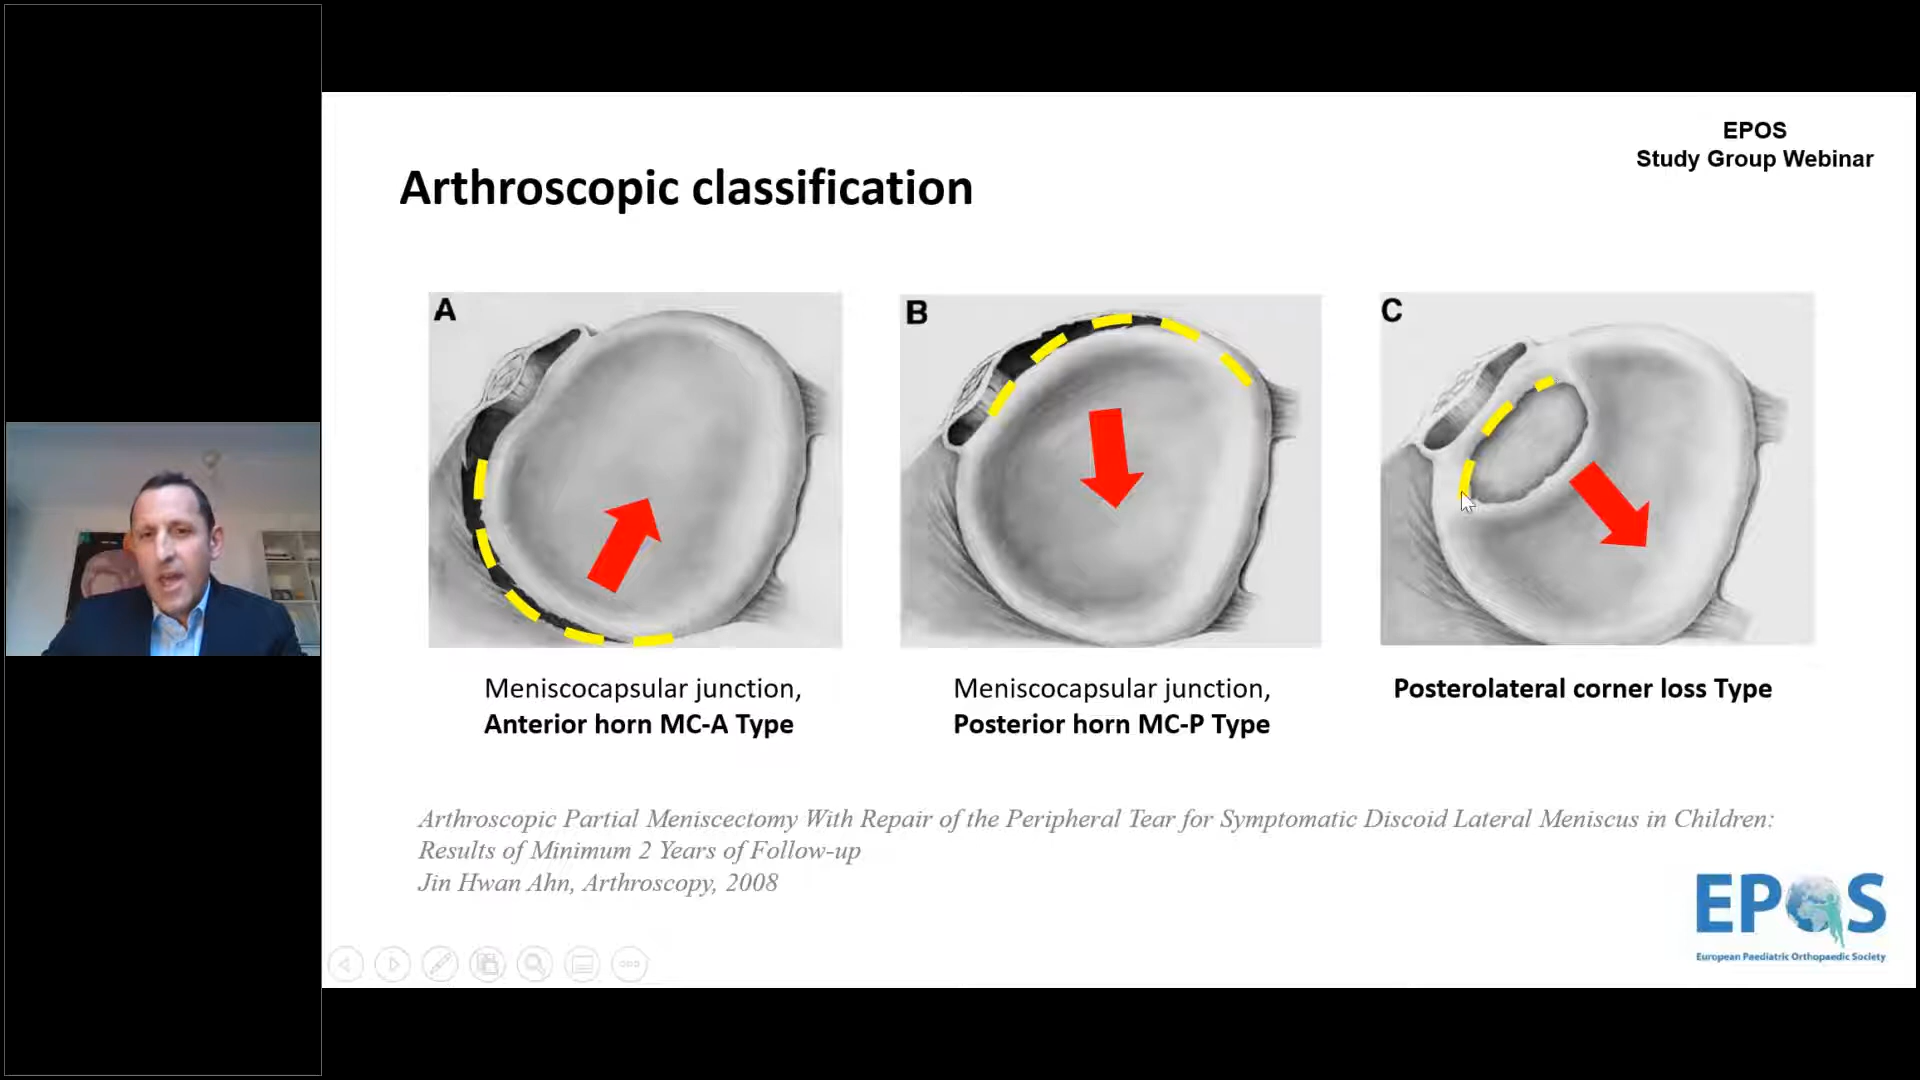 EPOS
Study Group Webinar
Arthroscopic classification
A
B
C
Meniscocapsular junction,
Anterior horn MC-A Type
Meniscocapsular junction,
Posterior horn MC-P Type
Posterolateral corner loss Type
Arthroscopic Partial Meniscectomy With Repair of the Peripheral Tear for Symptomatic Discoid Lateral Meniscus in Children:
Results of Minimum 2 Years of Follow-up
Jin Hwan Ahn, Arthroscopy, 2008
EPOS
European Paediatric Orthopaedic Society